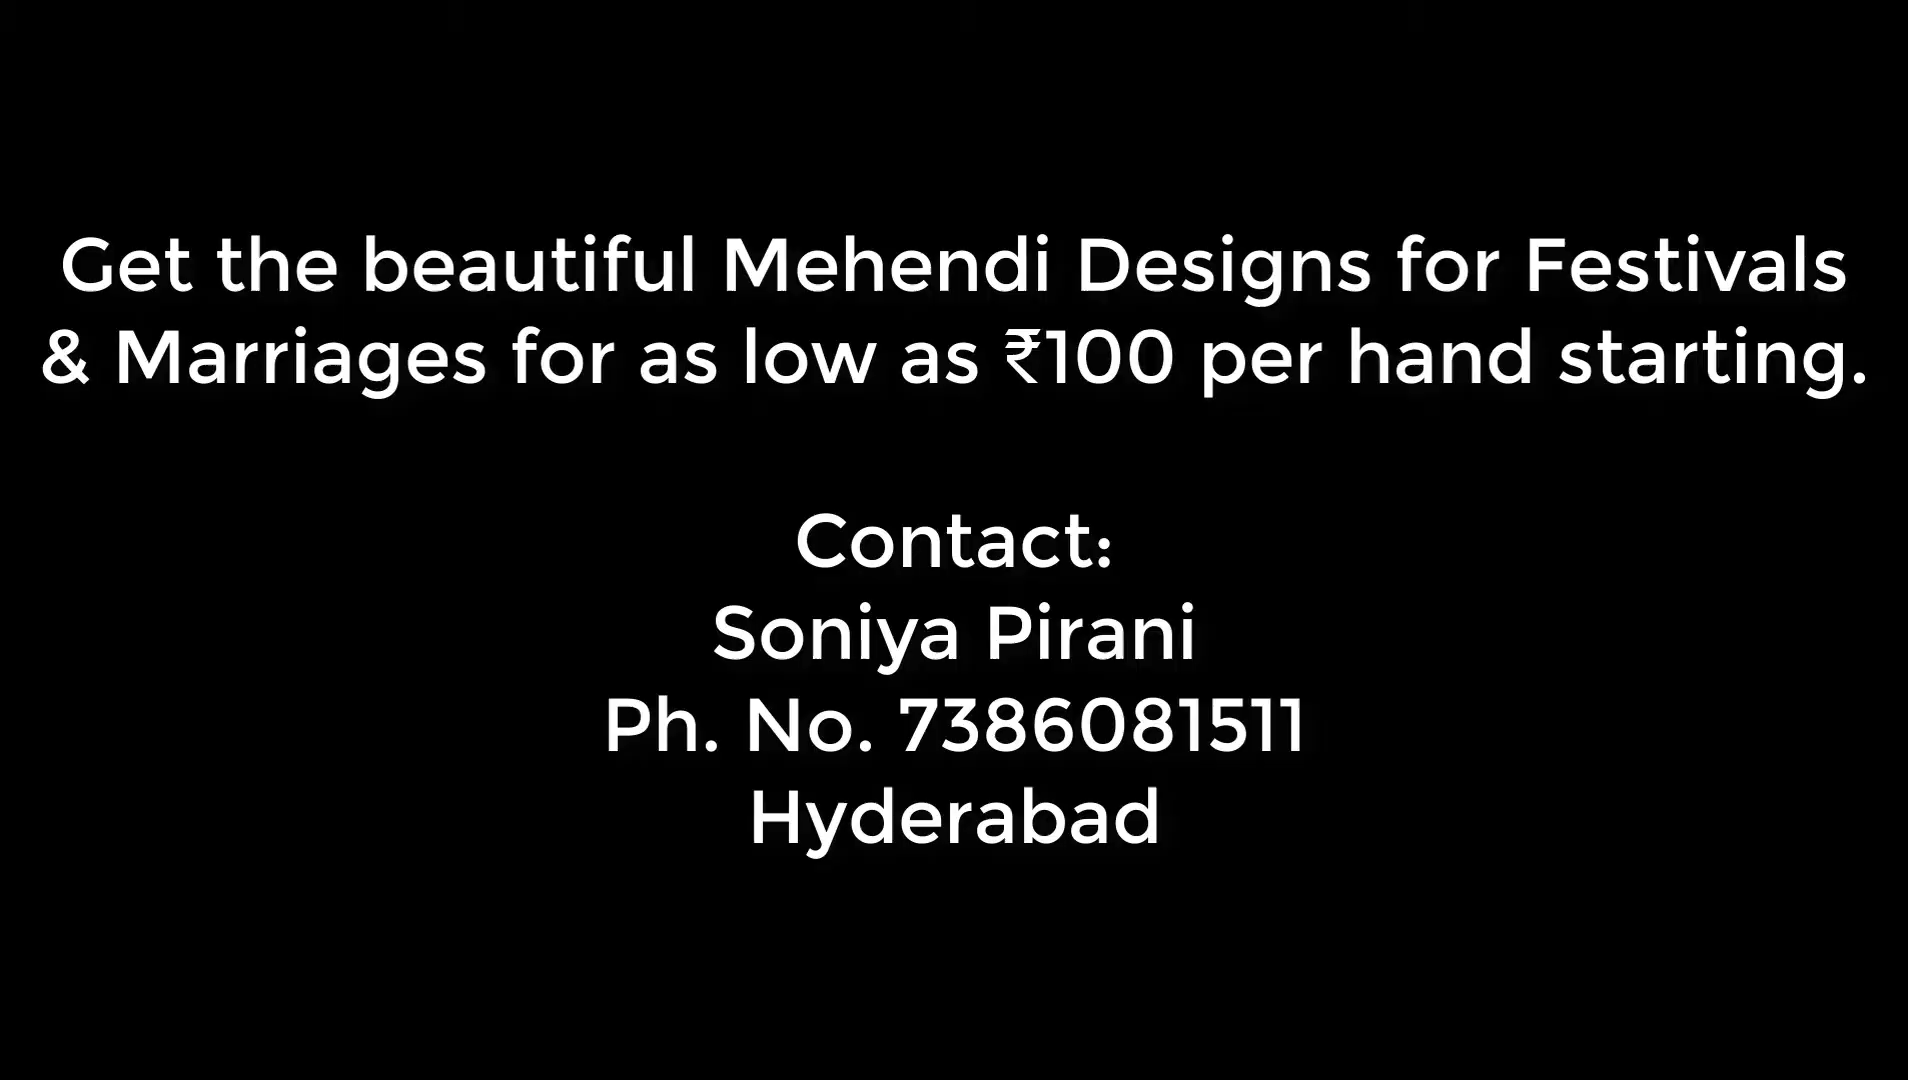 Get the beautiful Mehendi Designs for Festivals
& Marriages for as low as ₹100 per hand starting.
Contact:
Soniya Pirani
Ph. No. 7386081511
Hyderabad